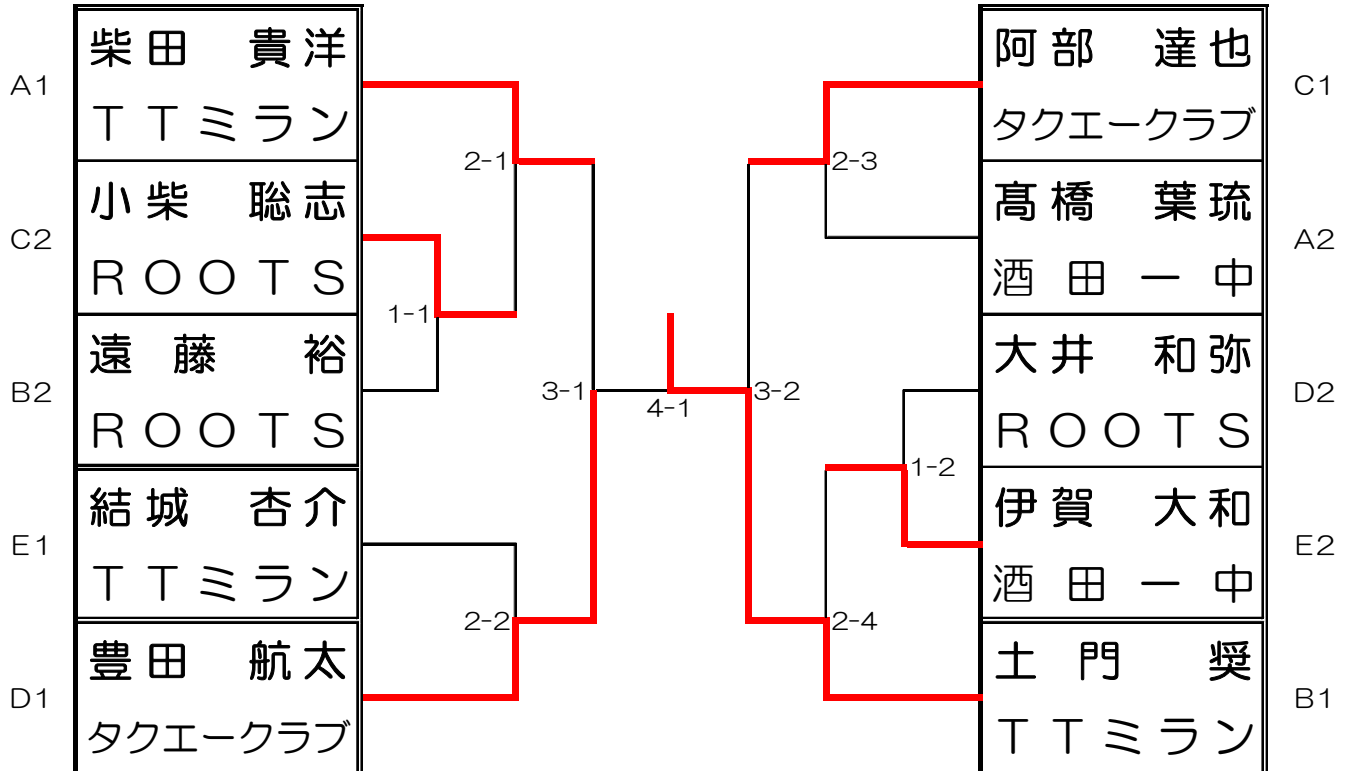 A1
柴田 貴洋
TTミラン
C2
小柴 聡志
ROOTS
B2
遠藤 裕
ROOTS
E1
結城 杏介
TTミラン
D1
豊田 航太
タクエークラブ
2-1
1-1
3-1
2-2
4-1
2-3
3-2
1-2
2-4
阿部 達也
タクエークラブ
C1
髙橋 葉琉
酒田一中
A2
大井 和弥
ROOTS
D2
伊賀 大和
酒田一中
E2
土門 奨
TTミラン
B1